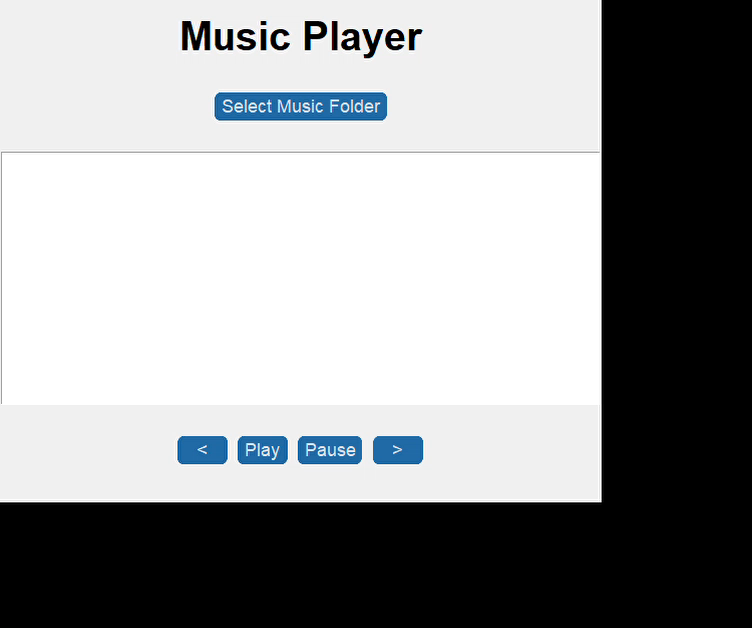 Music Player
Select Music Folder
< Play Pause >